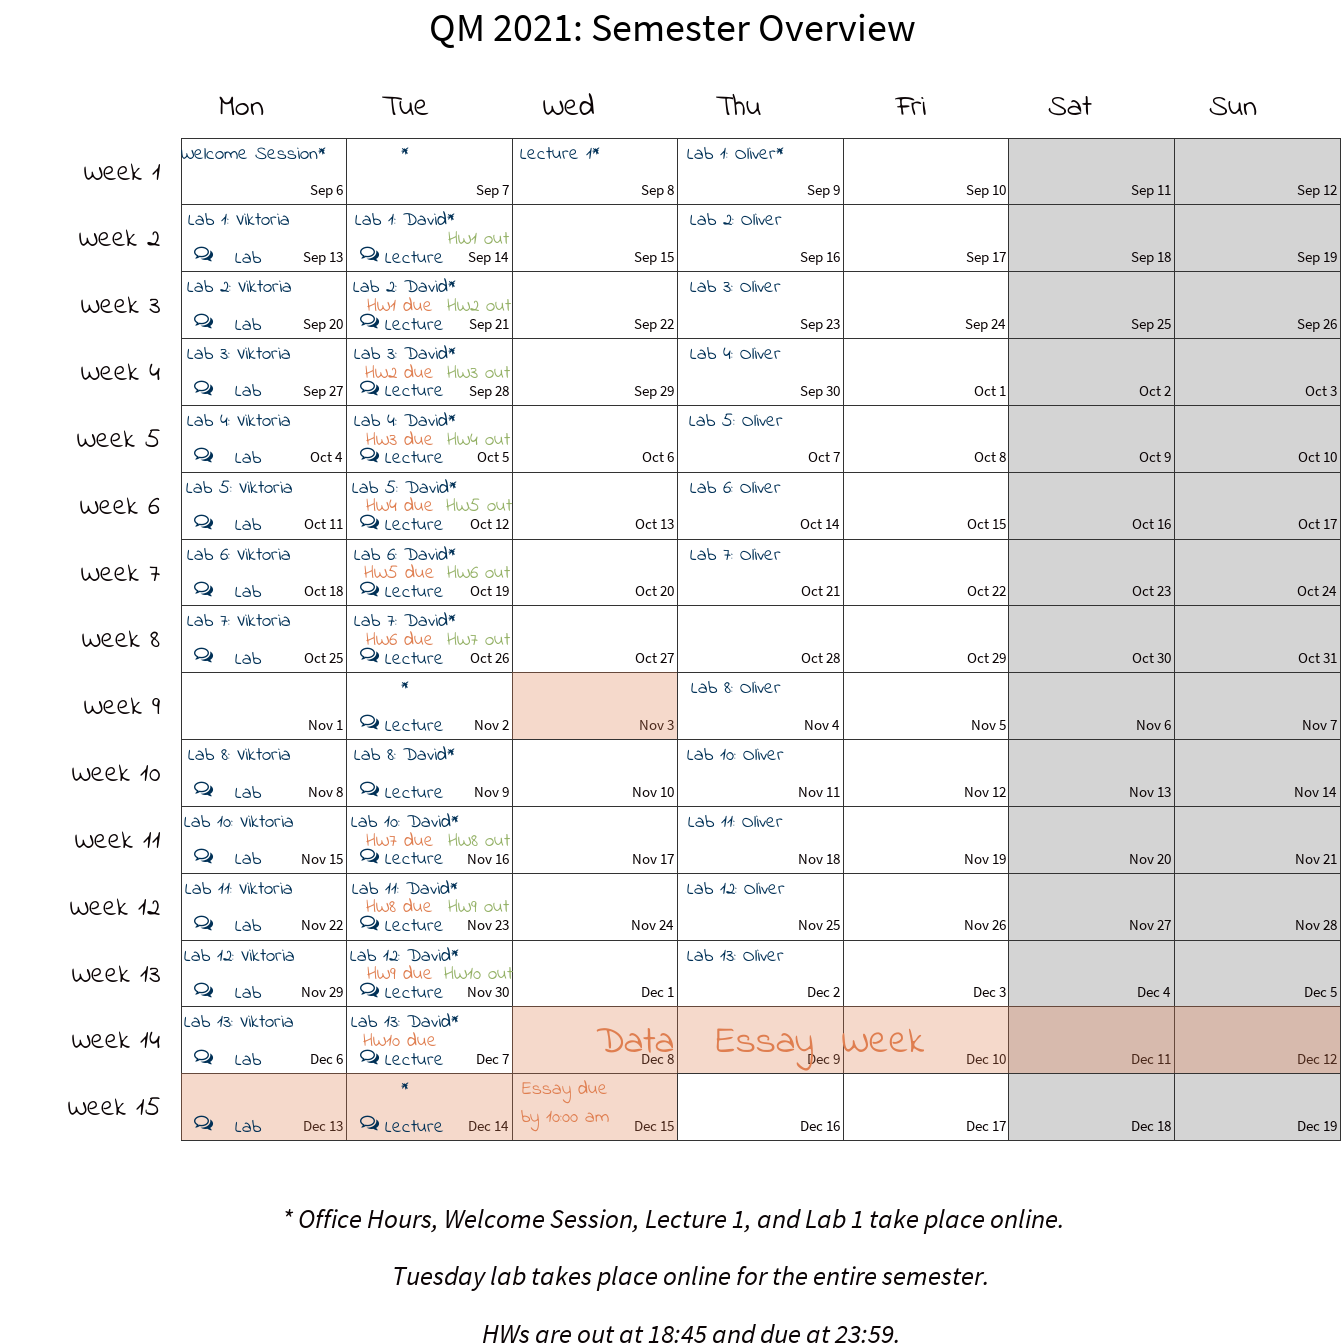 QM 2021: Semester Overview
Mon Tue Wed Thu Fri Sat Sun
Week 1
Welcome Session* * Lecture 1* Lab 1: Oliver*
Sep 6 Sep 7 Sep 8 Sep 9 Sep 10 Sep 11 Sep 12
Week 2
Lab 1: Viktoria Lab 1: David* Lab 2: Oliver
HW1 out
Lab Sep 13 Lecture Sep 14 Sep 15 Sep 16 Sep 17 Sep 18 Sep 19
Week 3
Lab 2: Viktoria Lab 2: David* Lab 3: Oliver
HW1 due HW2 out
Lab Sep 20 Lecture Sep 21 Sep 22 Sep 23 Sep 24 Sep 25 Sep 26
Week 4
Lab 3: Viktoria Lab 3: David* Lab 4: Oliver
HW2 due HW3 out
Lab Sep 27 Lecture Sep 28 Sep 29 Sep 30 Oct 1 Oct 2 Oct 3
Week 5
Lab 4: Viktoria Lab 4: David* Lab 5: Oliver
HW3 due HW4 out
Lab Oct 4 Lecture Oct 5 Oct 6 Oct 7 Oct 8 Oct 9 Oct 10
Week 6
Lab 5: Viktoria Lab 5: David* Lab 6: Oliver
HW4 due HW5 out
Lab Oct 11 Lecture Oct 12 Oct 13 Oct 14 Oct 15 Oct 16 Oct 17
Week 7
Lab 6: Viktoria Lab 6: David* Lab 7: Oliver
HW5 due HW6 out
Lab Oct 18 Lecture Oct 19 Oct 20 Oct 21 Oct 22 Oct 23 Oct 24
Week 8
Lab 7: Viktoria Lab 7: David*
HW6 due HW7 out
Lab Oct 25 Lecture Oct 26 Oct 27 Oct 28 Oct 29 Oct 30 Oct 31
Week 9
* Lab 8: Oliver
Nov 1 Lecture Nov 2 Nov 3 Nov 4 Nov 5 Nov 6 Nov 7
Week 10
Lab 8: Viktoria Lab 8: David* Lab 10: Oliver
Lab Nov 8 Lecture Nov 9 Nov 10 Nov 11 Nov 12 Nov 13 Nov 14
Week 11
Lab 10: Viktoria Lab 10: David* Lab 11: Oliver
HW7 due HW8 out
Lab Nov 15 Lecture Nov 16 Nov 17 Nov 18 Nov 19 Nov 20 Nov 21
Week 12
Lab 11: Viktoria Lab 11: David* Lab 12: Oliver
HW8 due HW9 out
Lab Nov 22 Lecture Nov 23 Nov 24 Nov 25 Nov 26 Nov 27 Nov 28
Week 13
Lab 12: Viktoria Lab 12: David* Lab 13: Oliver
HW9 due HW10 out
Lab Nov 29 Lecture Nov 30 Dec 1 Dec 2 Dec 3 Dec 4 Dec 5
Week 14
Lab 13: Viktoria Lab 13: David*
HW10 due Data Essay Week
Lab Dec 6 Lecture Dec 7 Dec 8 Dec 9 Dec 10 Dec 11 Dec 12
Week 15
* Essay due
by 10:00 am
Lab Dec 13 Lecture Dec 14 Dec 15 Dec 16 Dec 17 Dec 18 Dec 19
* Office Hours, Welcome Session, Lecture 1, and Lab 1 take place online.
Tuesday lab takes place online for the entire semester.
HWs are out at 18:45 and due at 23:59.